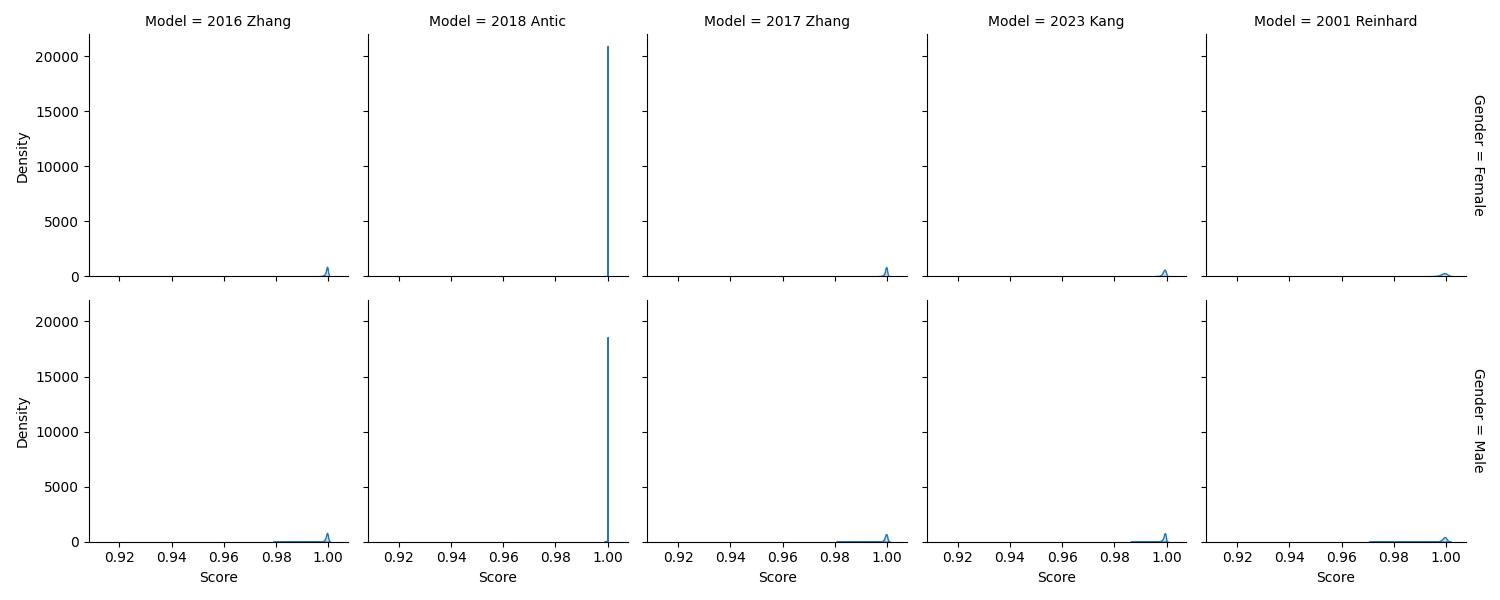 Model = 2016 Zhang
Model = 2018 Antic
Model = 2017 Zhang
Model = 2023 Kang
Model = 2001 Reinhard
20000
15000
10000
5000
0
Density
Gender = Female
20000
15000
10000
5000
0
Density
Gender = Male
0.92 0.94 0.96 0.98 1.00
0.92 0.94 0.96 0.98 1.00
0.92 0.94 0.96 0.98 1.00
0.92 0.94 0.96 0.98 1.00
0.92 0.94 0.96 0.98 1.00
Score
Score
Score
Score
Score